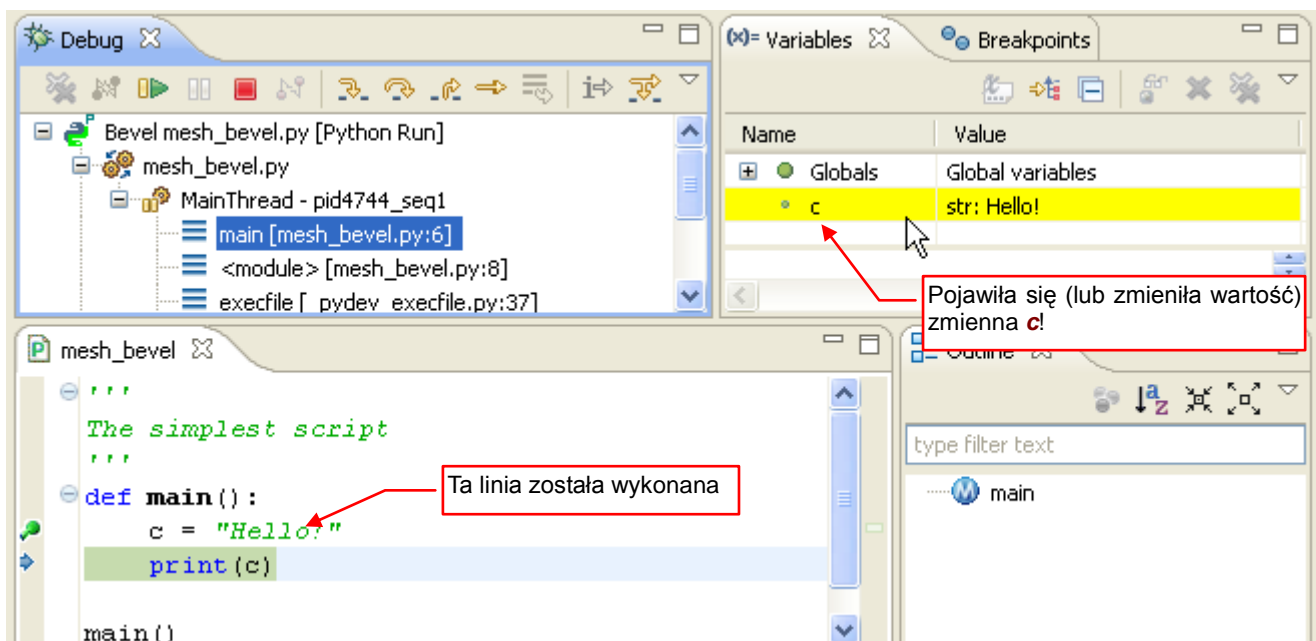 Debug
(x)= Variables
Breakpoints
Bevel mesh_bevel.py [Python Run]
mesh_bevel.py
MainThread - pid4744_seq1
main [mesh_bevel.py:6]
<module> [mesh_bevel.py:8]
execfile [_pydev_execfile.py:37]
Name Value
Globals Global variables
c str: Hello!
Pojawiła się (lub zmieniła wartość)
zmienna c!
mesh_bevel
Outline
'''
The simplest script
'''
def main():
c = "Hello!"
print(c)
main()
Ta linia została wykonana
type filter text
main